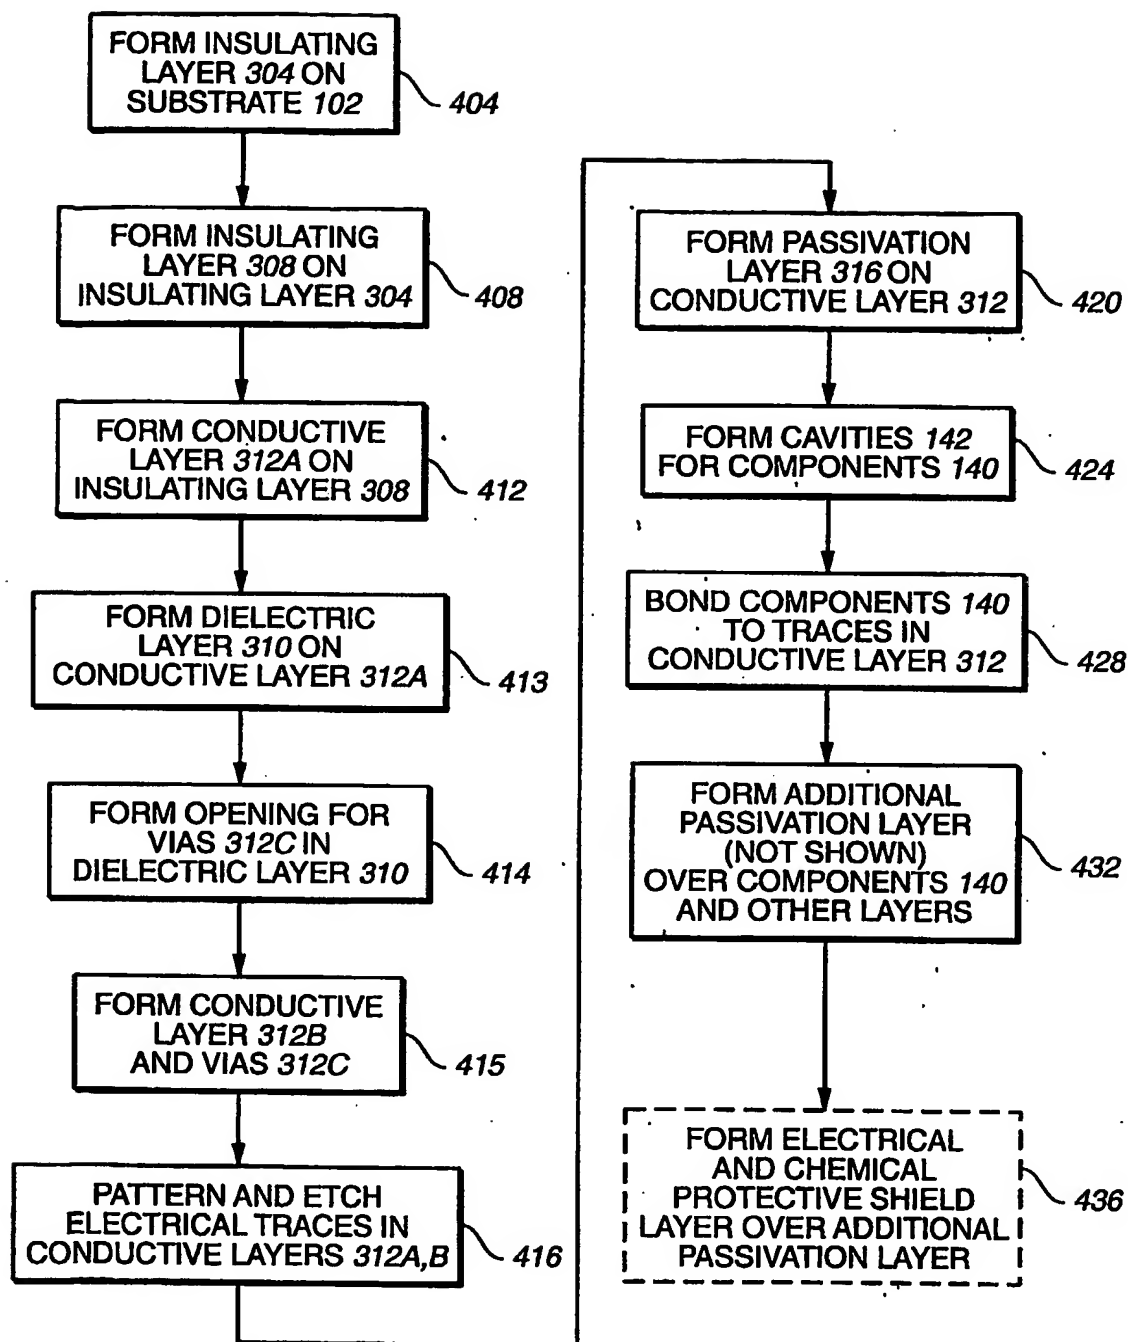 FORM INSULATING
LAYER 304 ON
SUBSTRATE 102
404
FORM INSULATING
LAYER 308 ON
INSULATING LAYER 304
408
FORM CONDUCTIVE
LAYER 312A ON
INSULATING LAYER 308
412
FORM DIELECTRIC
LAYER 310 ON
CONDUCTIVE LAYER 312A
413
FORM OPENING FOR
VIAS 312C IN
DIELECTRIC LAYER 310
414
FORM CONDUCTIVE
LAYER 312B
AND VIAS 312C
415
PATTERN AND ETCH
ELECTRICAL TRACES IN
CONDUCTIVE LAYERS 312A,B
416
FORM PASSIVATION
LAYER 316 ON
CONDUCTIVE LAYER 312
420
FORM CAVITIES 142
FOR COMPONENTS 140
424
BOND COMPONENTS 140
TO TRACES IN
CONDUCTIVE LAYER 312
428
FORM ADDITIONAL
PASSIVATION LAYER
(NOT SHOWN)
OVER COMPONENTS 140
AND OTHER LAYERS
432
FORM ELECTRICAL
AND CHEMICAL
PROTECTIVE SHIELD
LAYER OVER ADDITIONAL
PASSIVATION LAYER
436